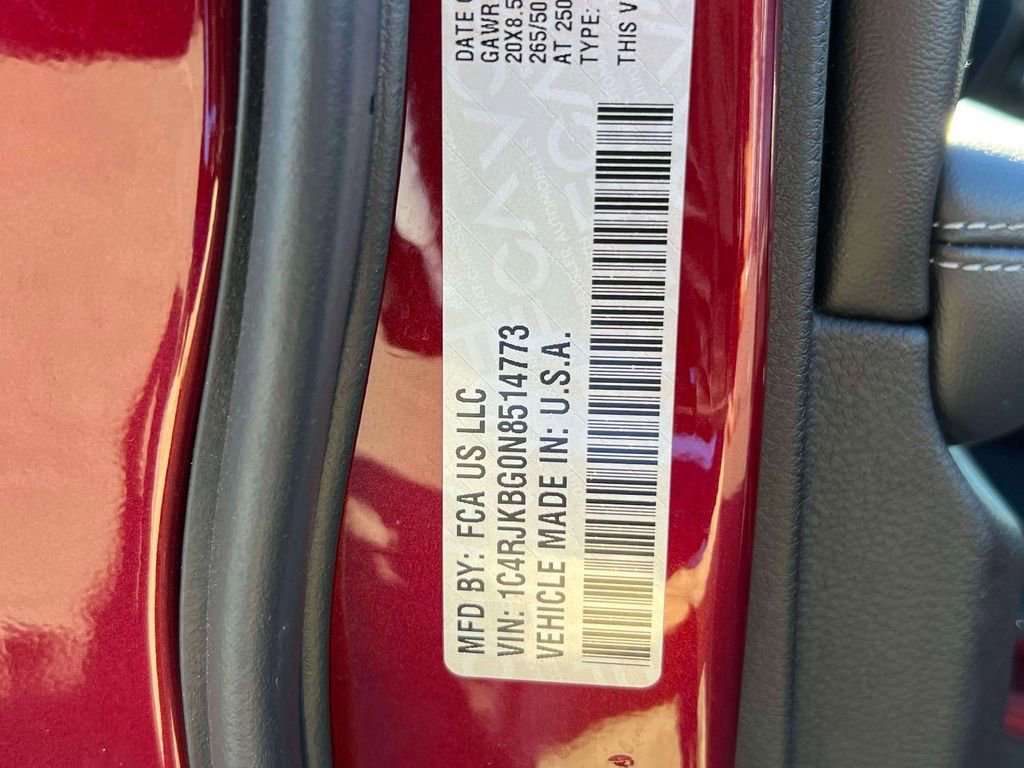 MFD BY: FCA US LLC
DATE
VIN: 1C4RJKBG0N8514773
GAWR
20X8.5
VEHICLE MADE IN: U.S.A.
265/50
AT 250
TYPE:
THIS V